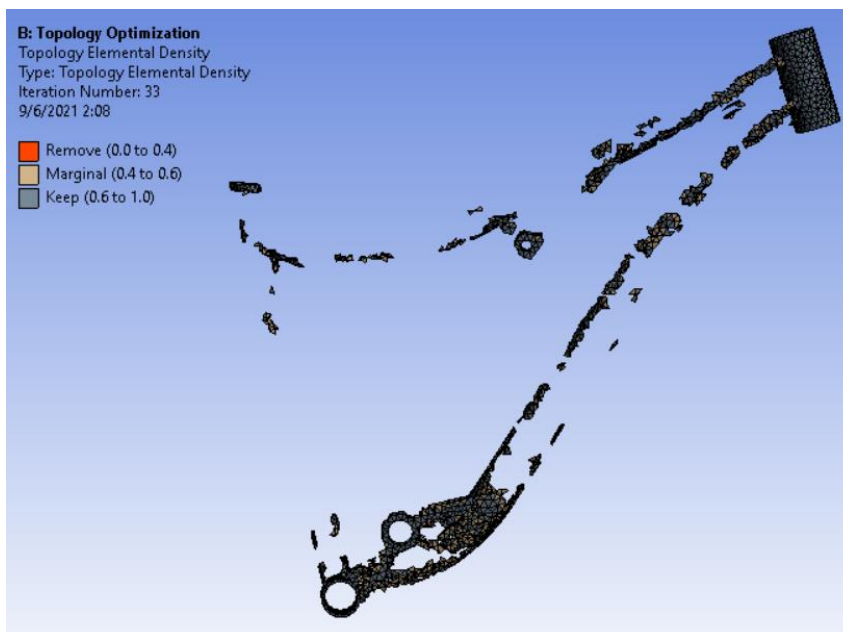 B: Topology Optimization
Topology Elemental Density
Type: Topology Elemental Density
Iteration Number: 33
9/6/2021 2:08
Remove (0.0 to 0.4)
Marginal (0.4 to 0.6)
Keep (0.6 to 1.0)